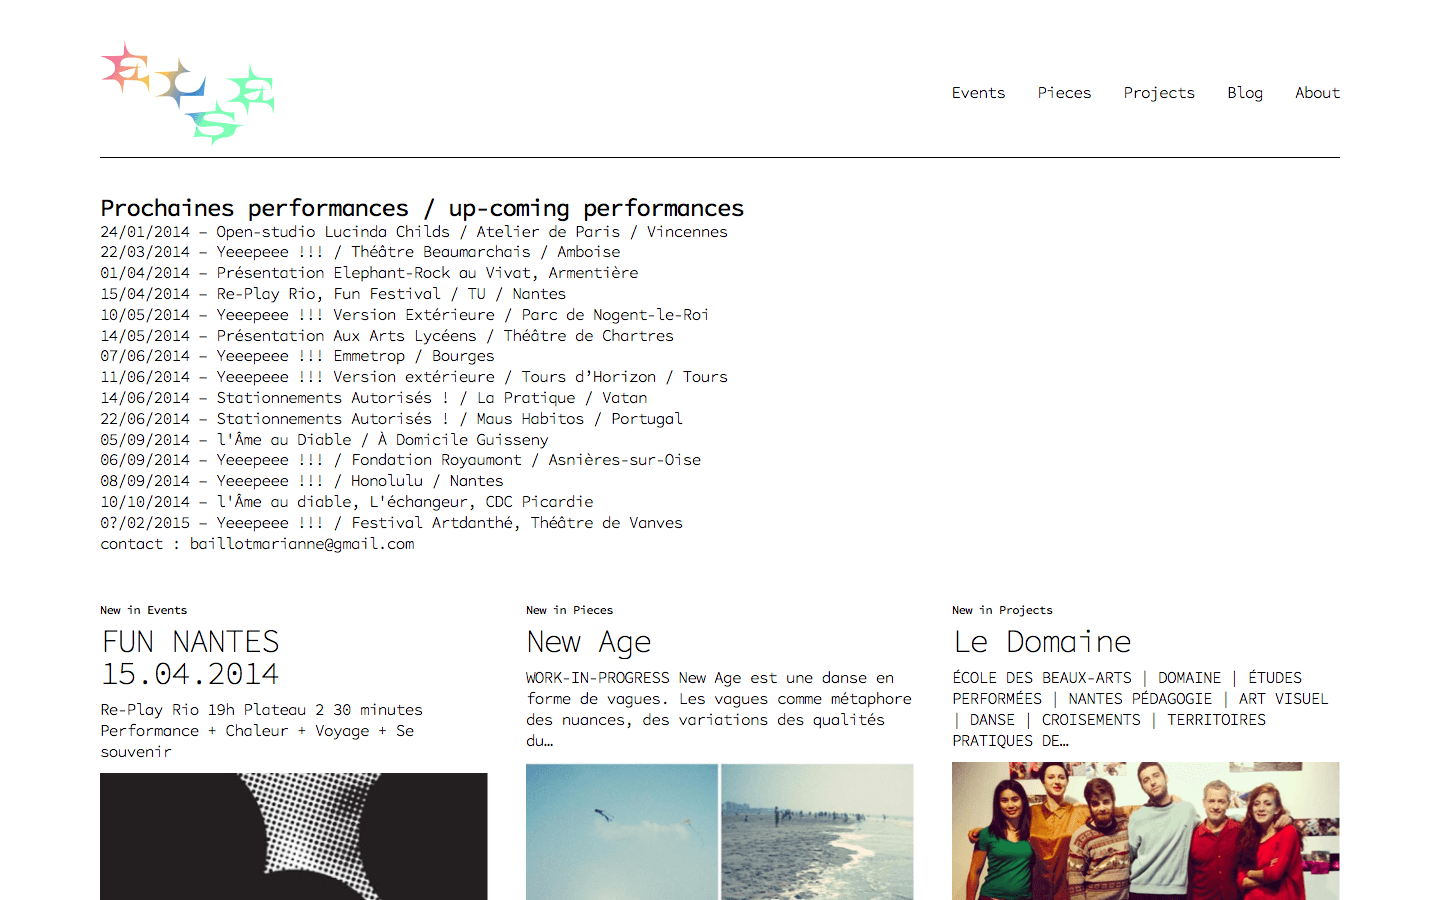 aLsa
Events Pieces Projects Blog About
Prochaines performances / up-coming performances
24/01/2014 – Open-studio Lucinda Childs / Atelier de Paris / Vincennes
22/03/2014 – Yeeepeee !!! / Théâtre Beaumarchais / Amboise
01/04/2014 – Présentation Elephant-Rock au Vivat, Armentière
15/04/2014 – Re-Play Rio, Fun Festival / TU / Nantes
10/05/2014 – Yeeepeee !!! Version Extérieure / Parc de Nogent-le-Roi
14/05/2014 – Présentation Aux Arts Lycéens / Théâtre de Chartres
07/06/2014 – Yeeepeee !!! Emmetrop / Bourges
11/06/2014 – Yeeepeee !!! Version extérieure / Tours d’Horizon / Tours
14/06/2014 – Stationnements Autorisés ! / La Pratique / Vatan
22/06/2014 – Stationnements Autorisés ! / Maus Habitos / Portugal
05/09/2014 – l'Âme au Diable / À Domicile Guisseny
06/09/2014 – Yeeepeee !!! / Fondation Royaumont / Asnières-sur-Oise
08/09/2014 – Yeeepeee !!! / Honolulu / Nantes
10/10/2014 – l'Âme au diable, L'échangeur, CDC Picardie
0?/02/2015 – Yeeepeee !!! / Festival Artdanthé, Théâtre de Vanves
contact : baillotmarianne@gmail.com
New in Events
FUN NANTES
15.04.2014
Re-Play Rio 19h Plateau 2 30 minutes
Performance + Chaleur + Voyage + Se
souvenir
New in Pieces
New Age
WORK-IN-PROGRESS New Age est une danse en
forme de vagues. Les vagues comme métaphore
des nuances, des variations des qualités
du…
New in Projects
Le Domaine
ÉCOLE DES BEAUX-ARTS | DOMAINE | ÉTUDES
PERFORMÉES | NANTES PÉDAGOGIE | ART VISUEL
| DANSE | CROISEMENTS | TERRITOIRES
PRATIQUES DE…